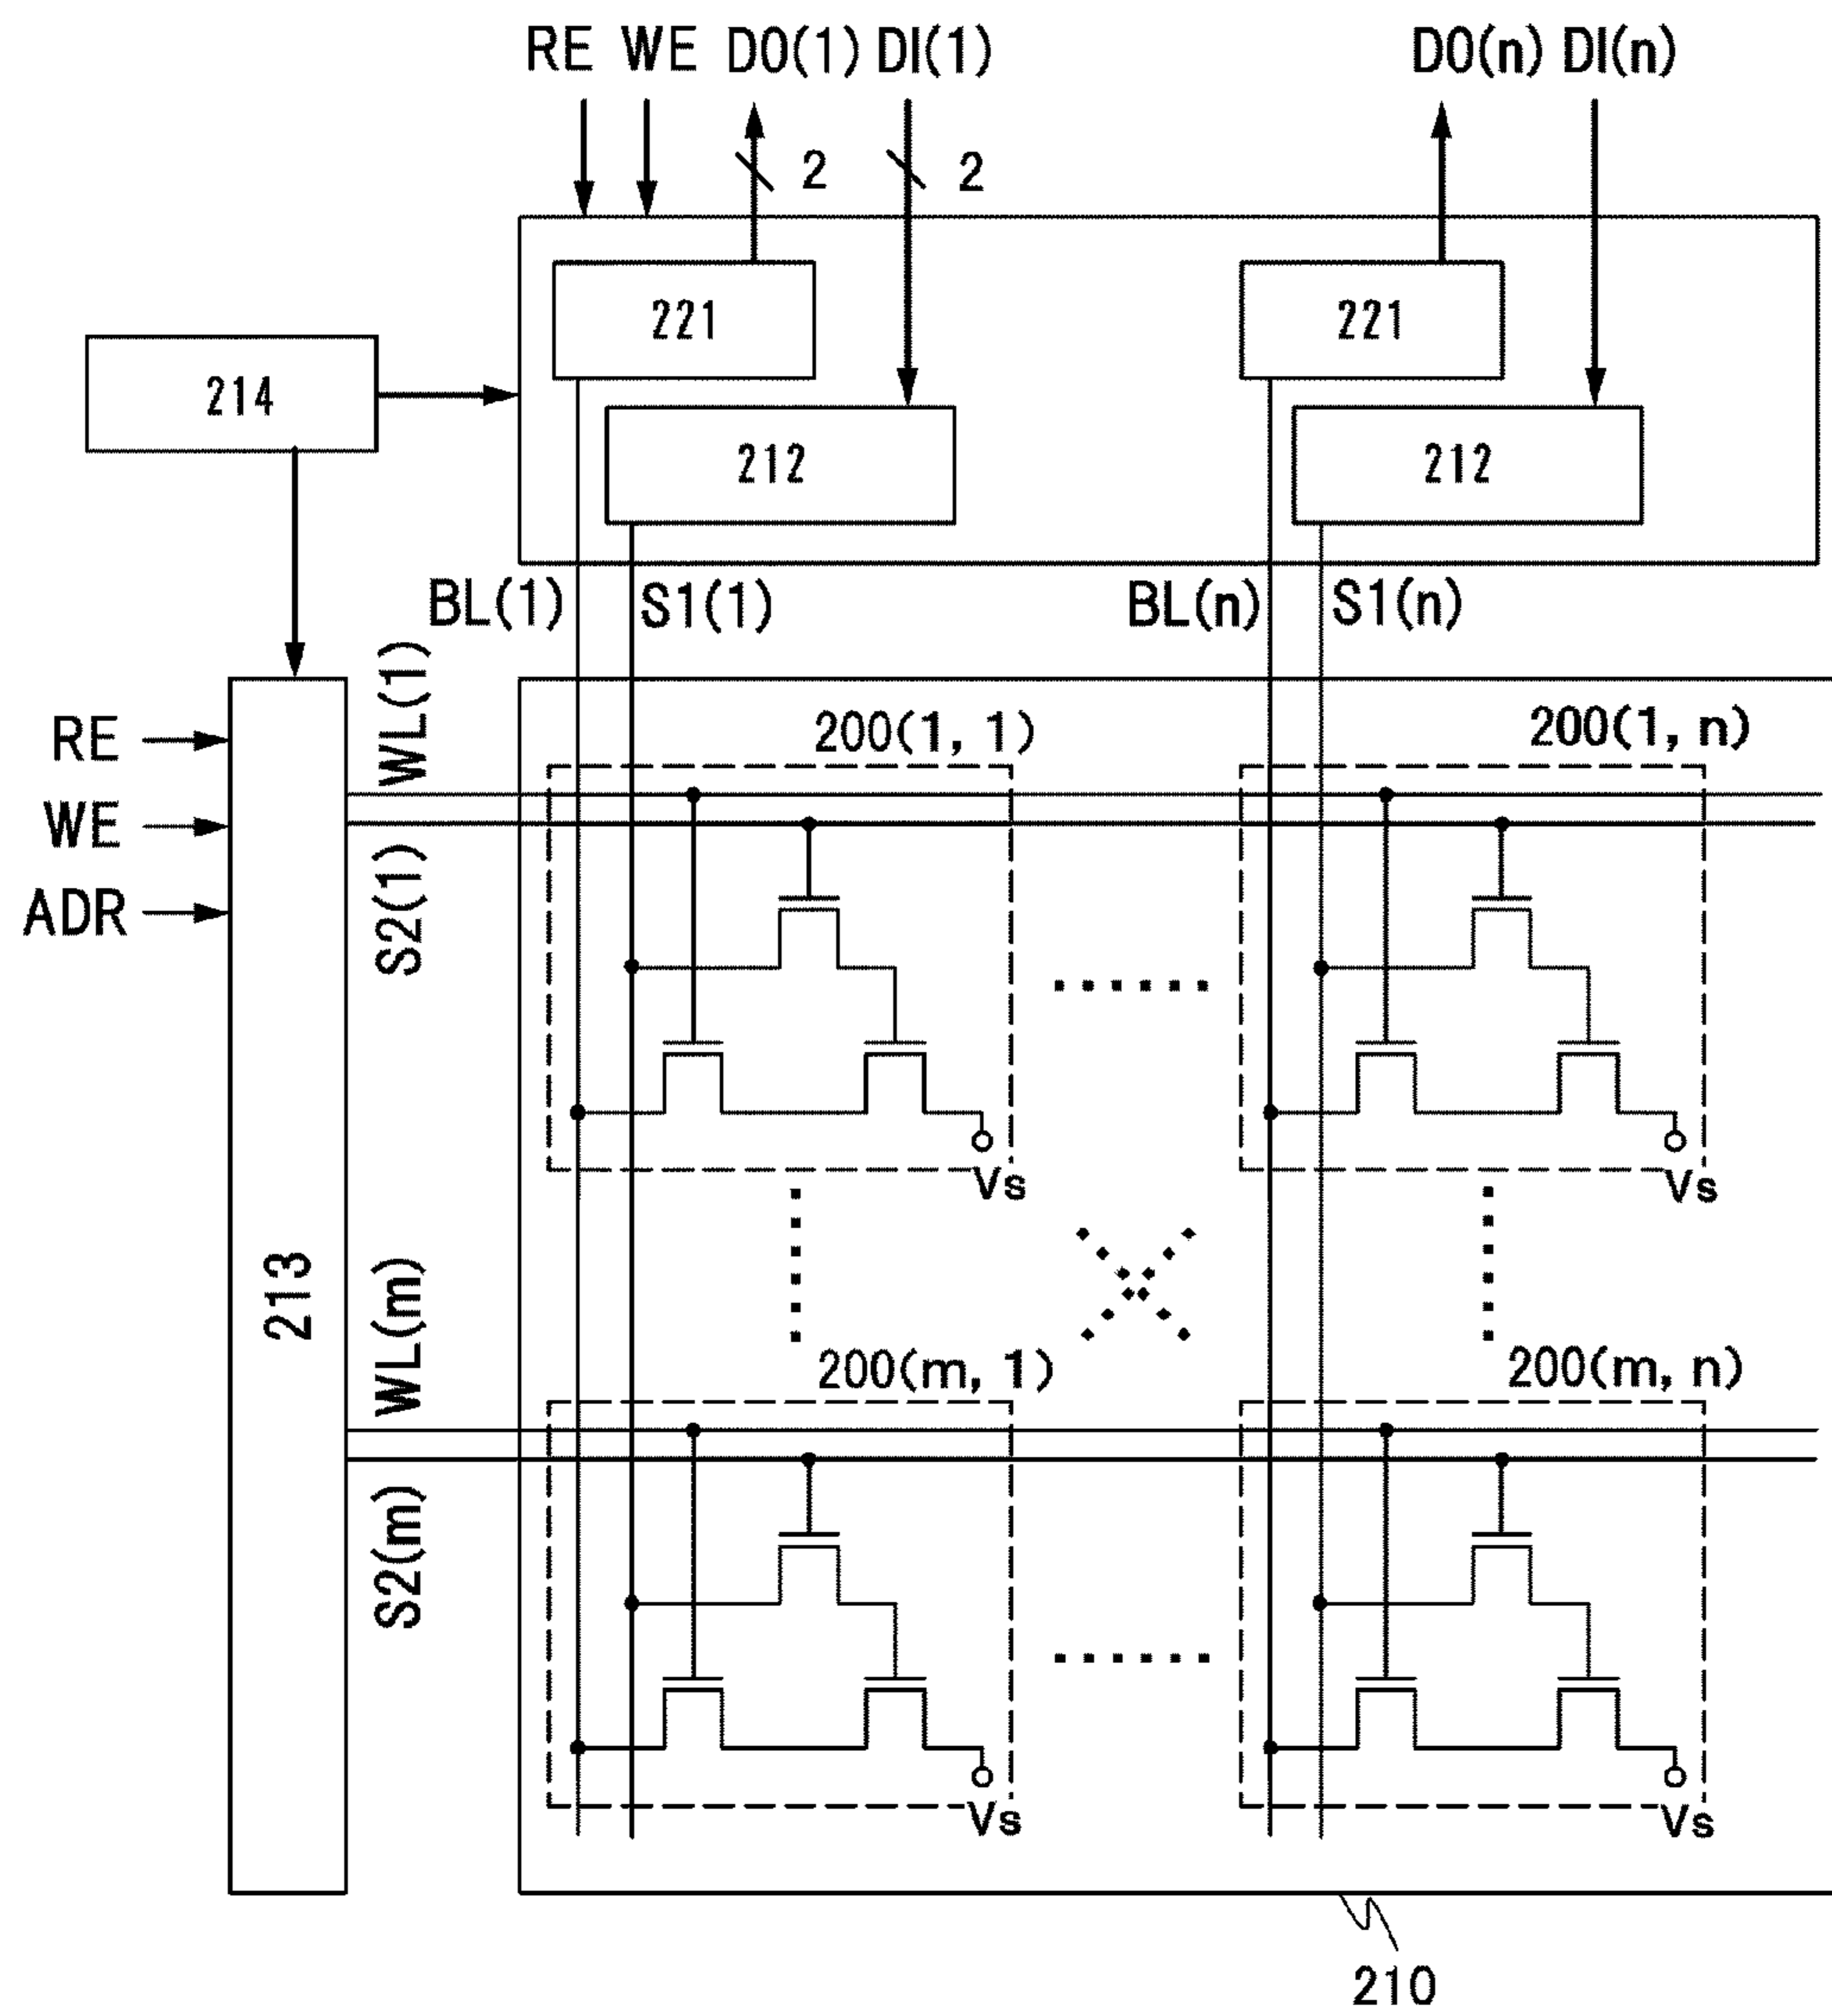 RE WE D0(1) DI(1) D0(n) DI(n)
2 2
221 221
214
212 212
BL(1) S1(1) BL(n) S1(n)
WL(1)
200(1, 1) 200(1, n)
RE
WE
ADR
S2(1)
Vs Vs
213
WL(m)
200(m, 1) 200(m, n)
S2(m)
Vs Vs
210